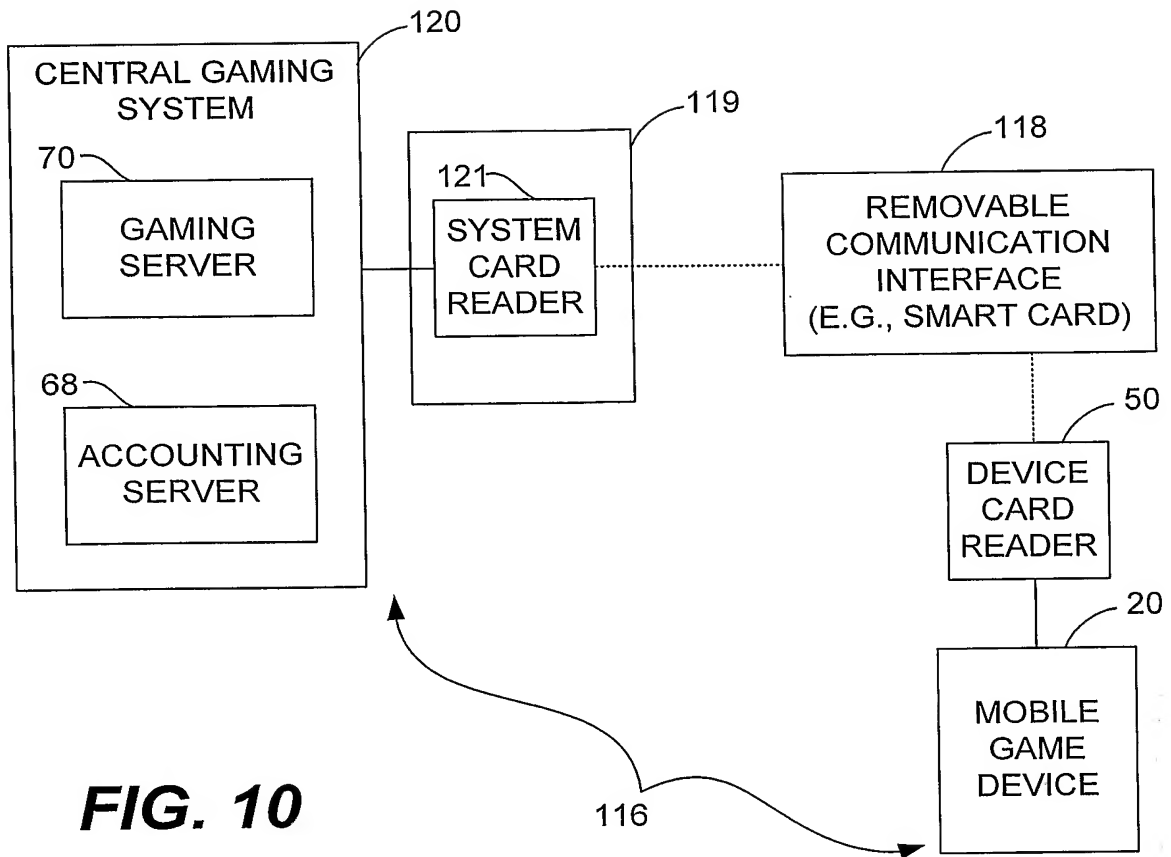 120
CENTRAL GAMING
SYSTEM
70
GAMING
SERVER
68
ACCOUNTING
SERVER
119
121
SYSTEM
CARD
READER
118
REMOVABLE
COMMUNICATION
INTERFACE
(E.G., SMART CARD)
50
DEVICE
CARD
READER
20
MOBILE
GAME
DEVICE
116
FIG. 10